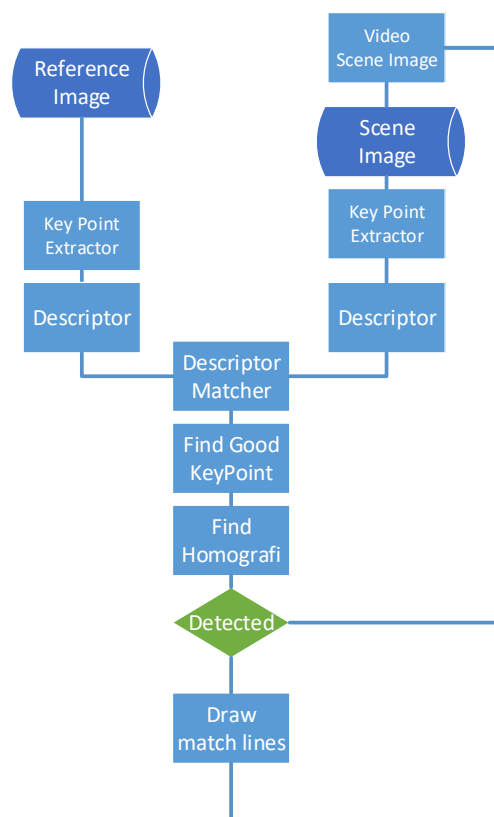 Reference
Image
Key Point
Extractor
Descriptor
Video
Scene Image
Scene
Image
Key Point
Extractor
Descriptor
Descriptor
Matcher
Find Good
KeyPoint
Find
Homografi
Detected
Draw
match lines